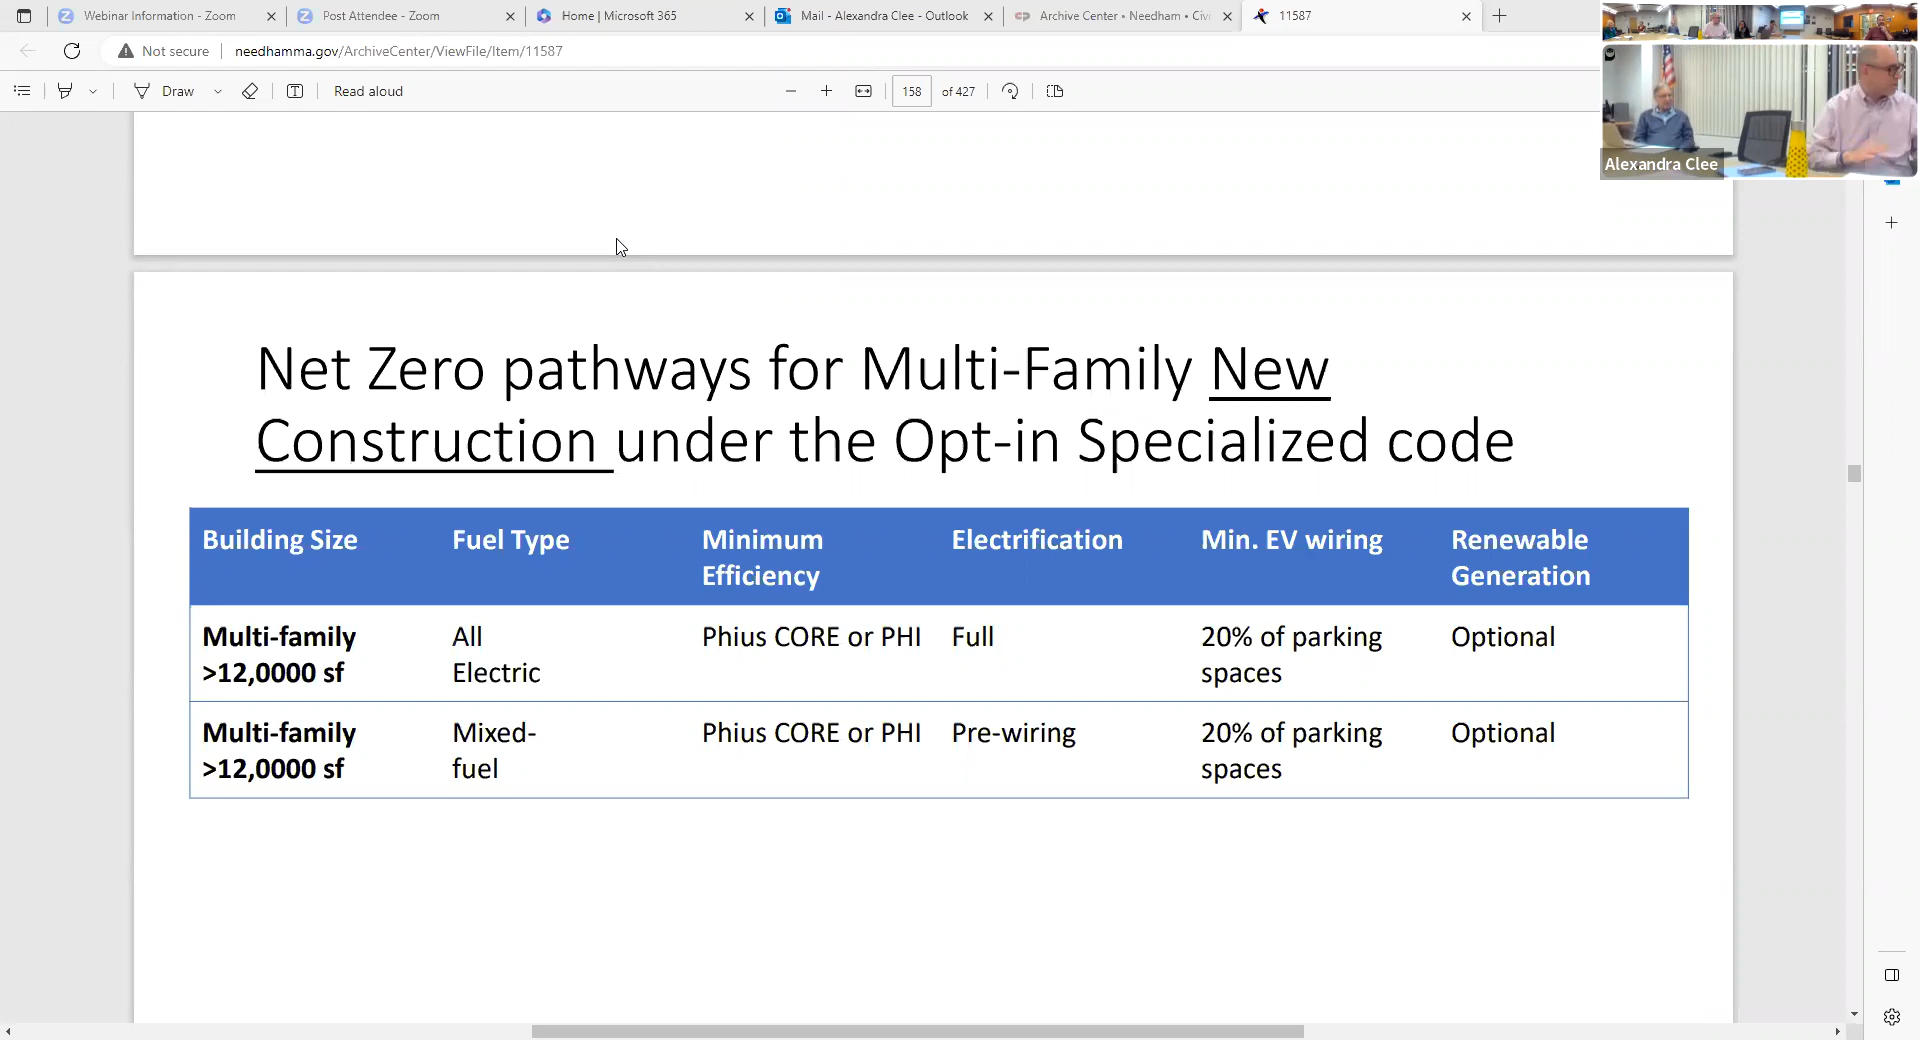 Webinar Information - Zoom
Post Attendee - Zoom
Home | Microsoft 365
Mail - Alexandra Clee - Outlook
Archive Center • Needham • Civi
11587
Not secure
needhamma.gov/ArchiveCenter/ViewFile/Item/11587
Draw
Read aloud
158 of 427
Alexandra Clee
Net Zero pathways for Multi-Family New
Construction under the Opt-in Specialized code
Building Size Fuel Type Minimum Electrification Min. EV wiring Renewable
Efficiency Generation
Multi-family All Phius CORE or PHI Full 20% of parking Optional
>12,0000 sf Electric spaces
Multi-family Mixed- Phius CORE or PHI Pre-wiring 20% of parking Optional
>12,0000 sf fuel spaces